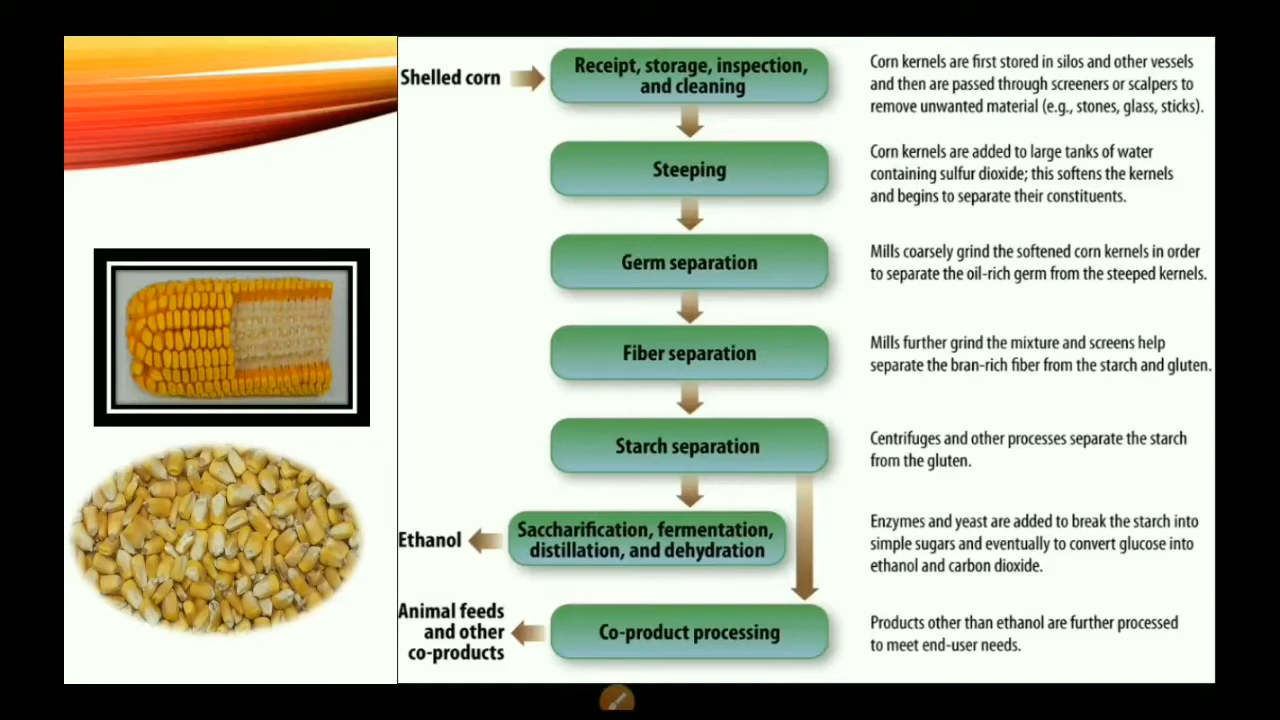 Shelled corn
Receipt, storage, inspection,
and cleaning
Corn kernels are first stored in silos and other vessels
and then are passed through screeners or scalpers to
remove unwanted material (e.g., stones, glass, sticks).
Steeping
Corn kernels are added to large tanks of water
containing sulfur dioxide; this softens the kernels
and begins to separate their constituents.
Germ separation
Mills coarsely grind the softened corn kernels in order
to separate the oil-rich germ from the steeped kernels.
Fiber separation
Mills further grind the mixture and screens help
separate the bran-rich fiber from the starch and gluten.
Starch separation
Centrifuges and other processes separate the starch
from the gluten.
Ethanol
Saccharification, fermentation,
distillation, and dehydration
Enzymes and yeast are added to break the starch into
simple sugars and eventually to convert glucose into
ethanol and carbon dioxide.
Animal feeds
and other
co-products
Co-product processing
Products other than ethanol are further processed
to meet end-user needs.